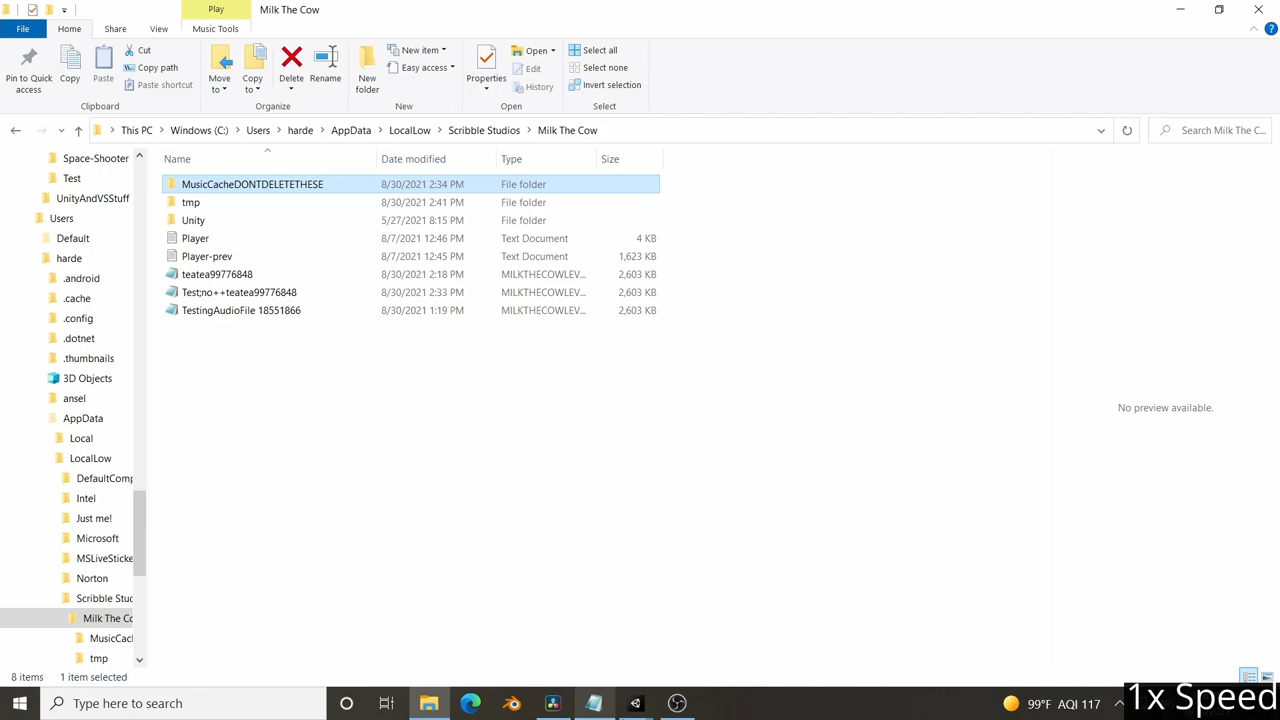 Play
Milk The Cow
File
Home
Share
View
Music Tools
Pin to Quick
access
Copy
Paste
Cut
Copy path
Paste shortcut
Clipboard
Move
to
Copy
to
Delete
Rename
Organize
New
folder
New item
Easy access
New
Properties
Open
Edit
History
Open
Select all
Select none
Invert selection
Select
This PC > Windows (C:) > Users > harde > AppData > LocalLow > Scribble Studios > Milk The Cow
Search Milk The C...
Name Date modified Type Size
MusicCacheDONTDELETETHESE 8/30/2021 2:34 PM File folder
tmp 8/30/2021 2:41 PM File folder
Unity 5/27/2021 8:15 PM File folder
Player 8/7/2021 12:46 PM Text Document 4 KB
Player-prev 8/7/2021 12:45 PM Text Document 1,623 KB
teatea99776848 8/30/2021 2:18 PM MILKTHECOWLEV... 2,603 KB
Test;no++teatea99776848 8/30/2021 2:33 PM MILKTHECOWLEV... 2,603 KB
TestingAudioFile 18551866 8/30/2021 1:19 PM MILKTHECOWLEV... 2,603 KB
Space-Shooter
Test
UnityAndVSStuff
Users
Default
harde
.android
.cache
.config
.dotnet
.thumbnails
3D Objects
ansel
AppData
Local
LocalLow
DefaultComp
Intel
Just me!
Microsoft
MSLiveSticke
Norton
Scribble Stud
Milk The Co
MusicCac
tmp
No preview available.
8 items 1 item selected
Type here to search
99°F AQI 117
1x Speed